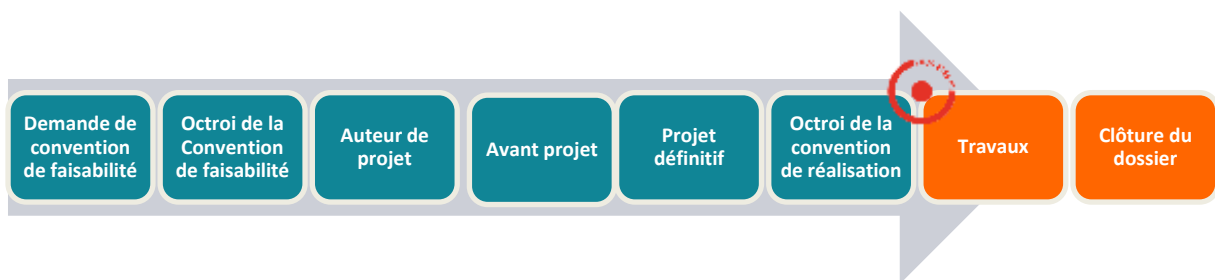 Demande de
convention
de faisabilité
Octroi de la
Convention
de faisabilité
Auteur de
projet
Avant projet
Projet
définitif
Octroi de la
convention
de réalisation
Travaux
Clôture du
dossier